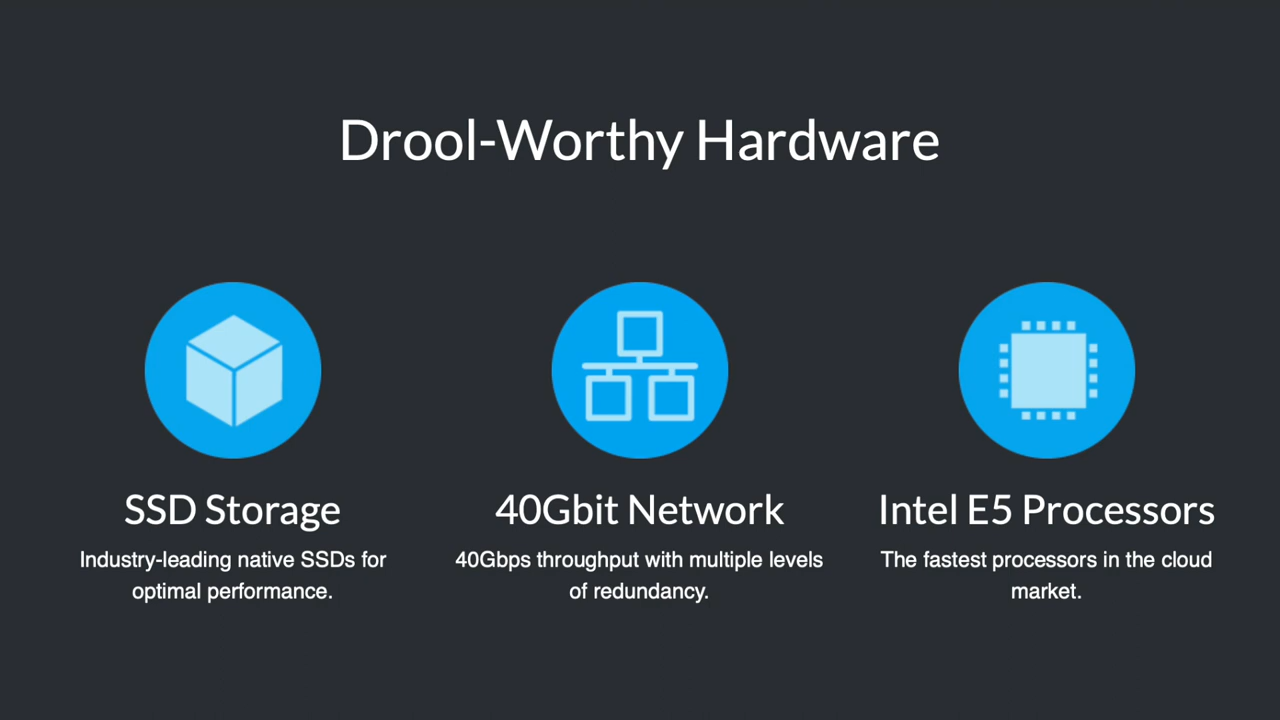 Drool-Worthy Hardware
SSD Storage
Industry-leading native SSDs for
optimal performance.
40Gbit Network
40Gbps throughput with multiple levels
of redundancy.
Intel E5 Processors
The fastest processors in the cloud
market.